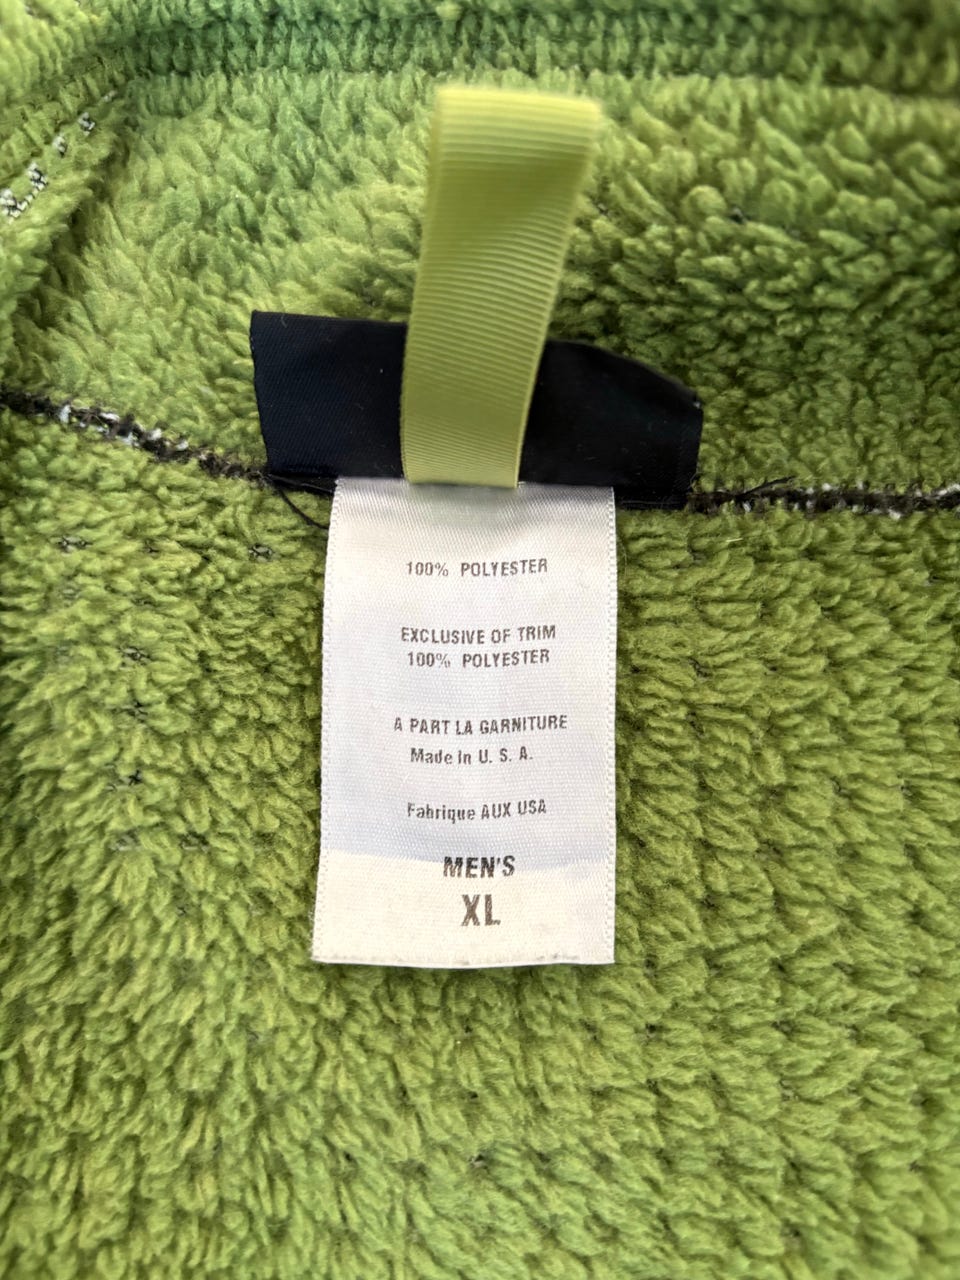 100% POLYESTER
EXCLUSIVE OF TRIM
100% POLYESTER
A PART LA GARNITURE
Made in U. S. A.
Fabrique AUX USA
MEN'S
XL